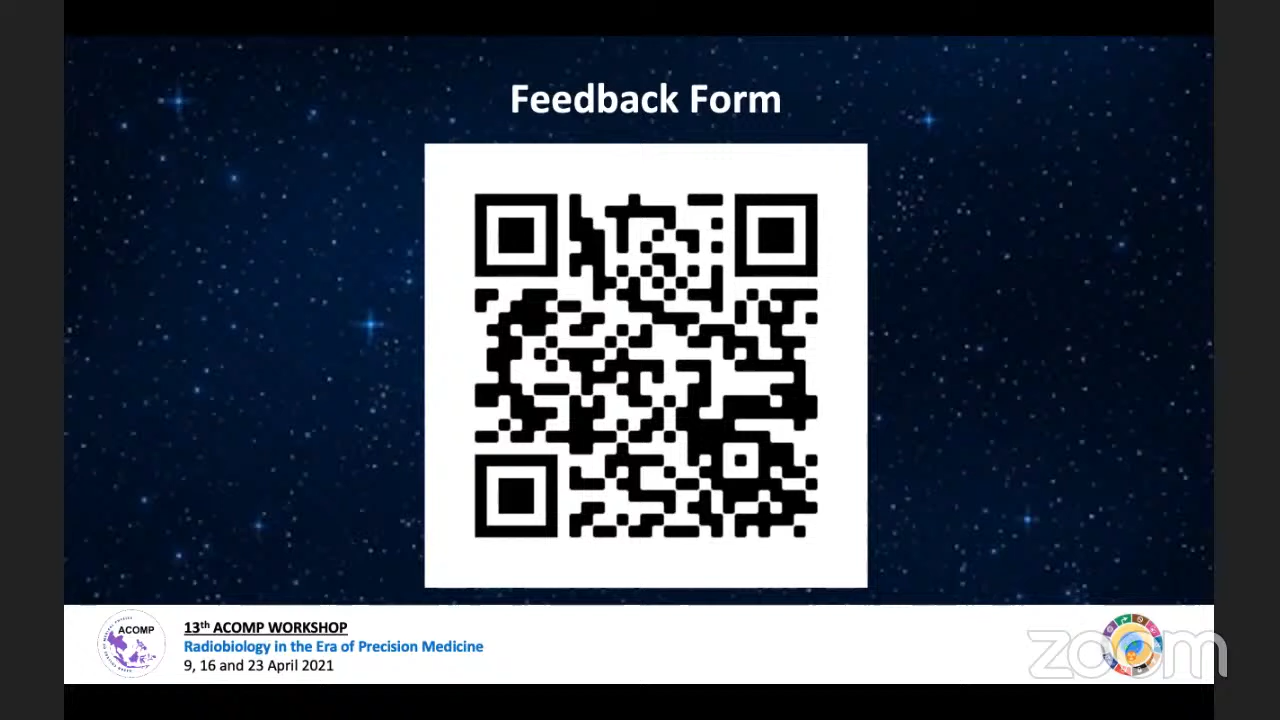 Feedback Form
ACOMP
13th ACOMP WORKSHOP
Radiobiology in the Era of Precision Medicine
9, 16 and 23 April 2021
zoom